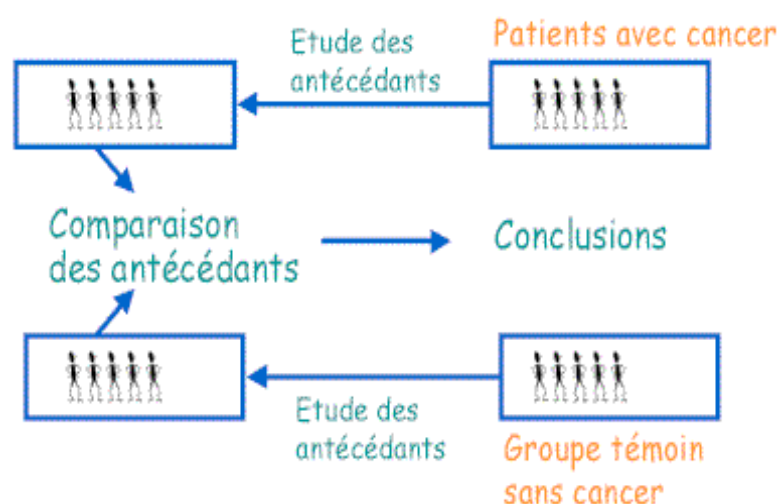 Etude des
antécédants
Patients avec cancer
Comparaison
des antécédants
Conclusions
Etude des
antécédants
Groupe témoin
sans cancer